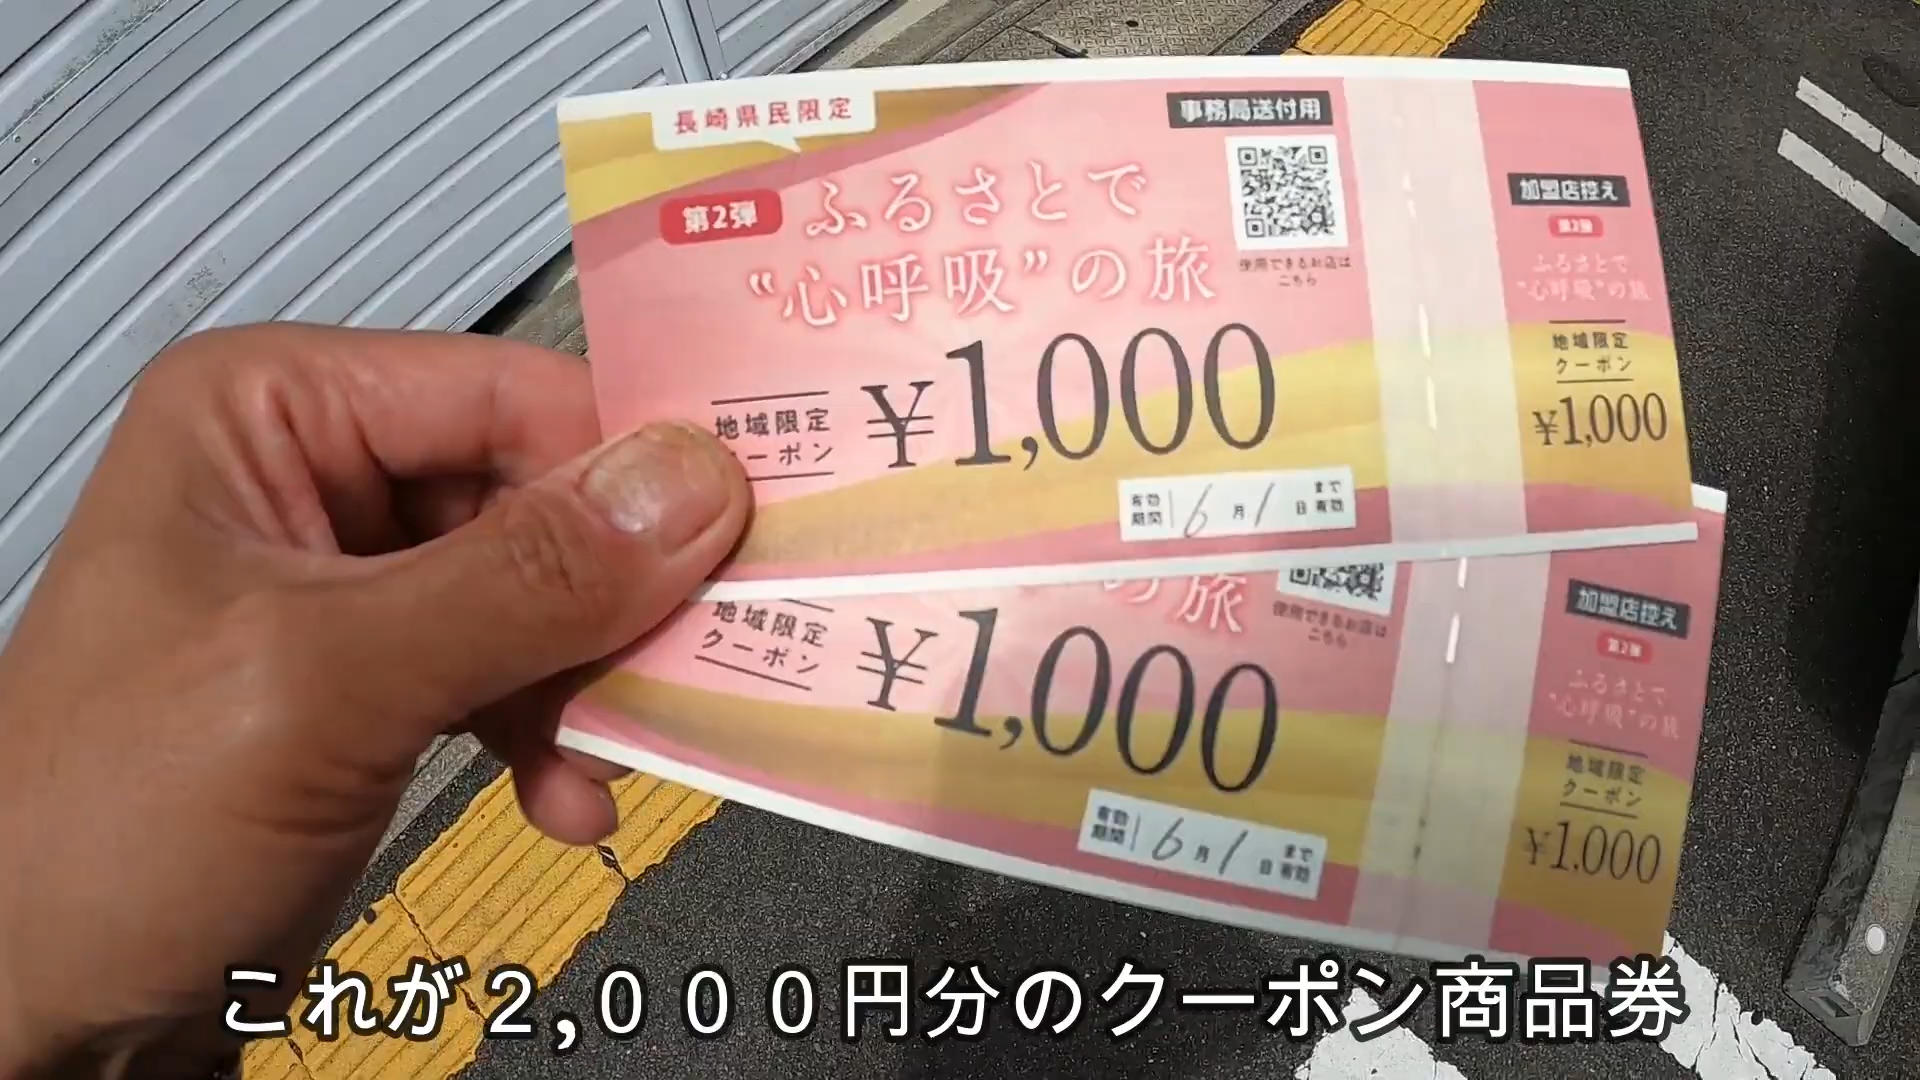 長崎県民限定
事務局送付用
第2弾
ふるさとで
“心呼吸”の旅
使用できるお店は
こちら
地域限定
ーポン
¥1,000
有効期間 6月1日まで有効
加盟店控え
第2弾
ふるさとで
“心呼吸”の旅
地域限定
クーポン
¥1,000
の旅
使用できるお店は
こちら
地域限定
クーポン
¥1,000
有効期間 6月1日まで有効
加盟店控え
第2弾
ふるさとで
“心呼吸”の旅
地域限定
クーポン
¥1,000
これが２,０００円分のクーポン商品券